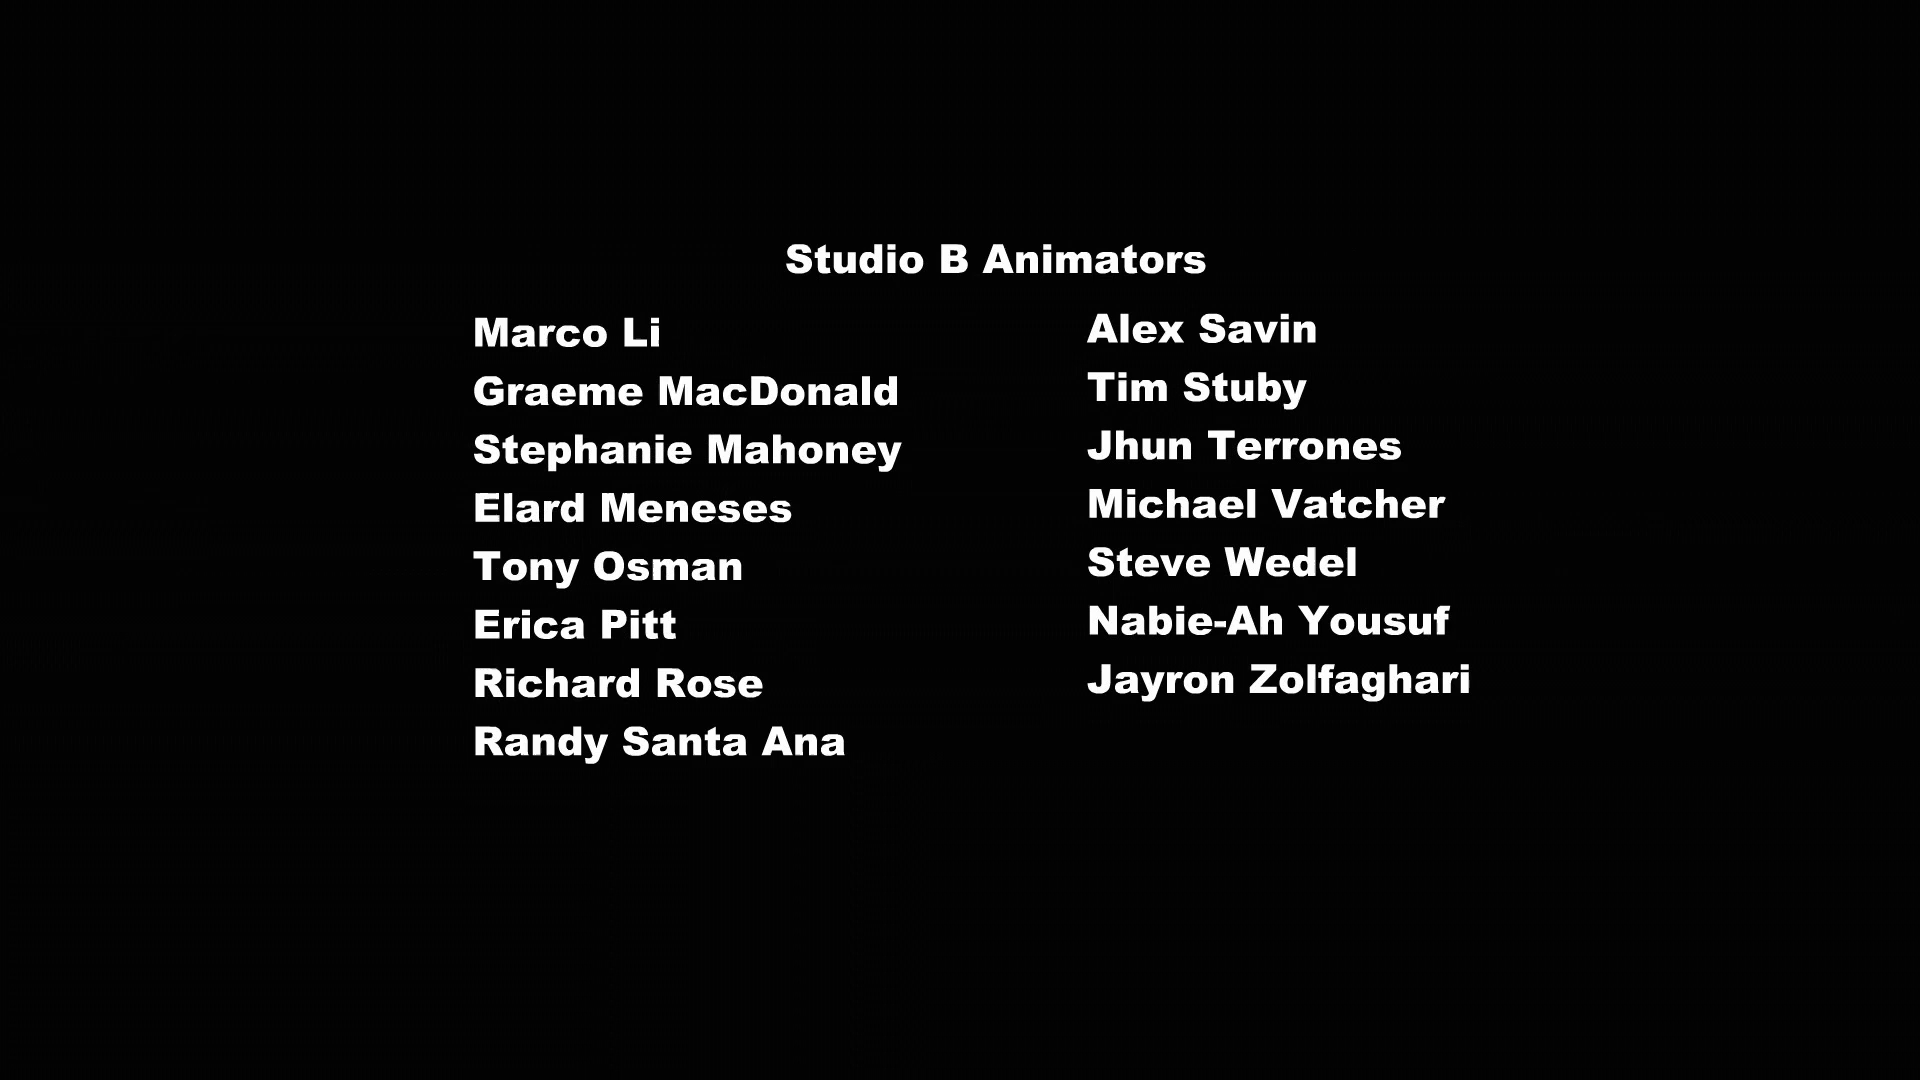 Studio B Animators
Marco Li
Graeme MacDonald
Stephanie Mahoney
Elard Meneses
Tony Osman
Erica Pitt
Richard Rose
Randy Santa Ana
Alex Savin
Tim Stuby
Jhun Terrones
Michael Vatcher
Steve Wedel
Nabie-Ah Yousuf
Jayron Zolfaghari